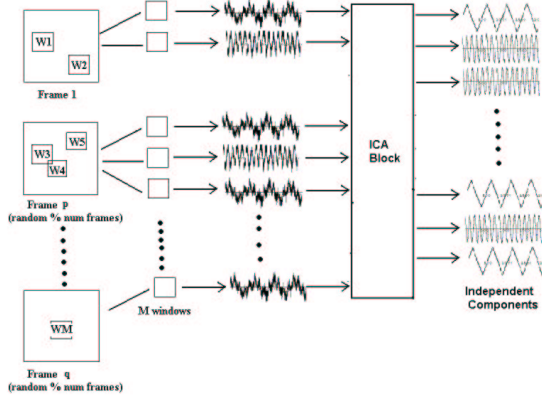 W1
W2
Frame 1
W5
W3
W4
Frame p
(random % num frames)
ICA
Block
WM
M windows
Independent
Components
Frame q
(random % num frames)